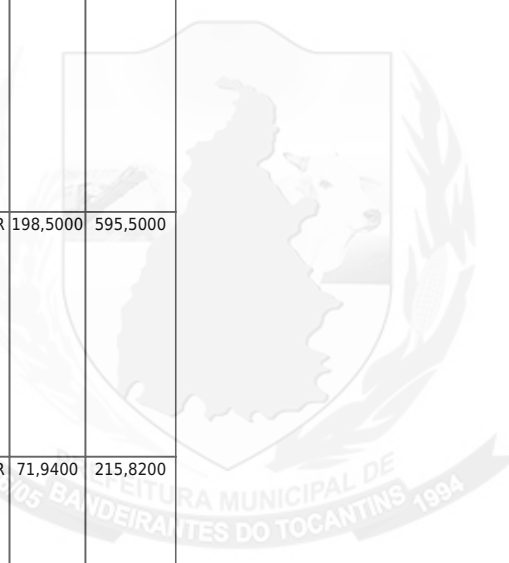 R 198,5000 595,5000
R 71,9400 215,8200
PREFEITURA MUNICIPAL DE
BANDEIRANTES DO TOCANTINS 1994